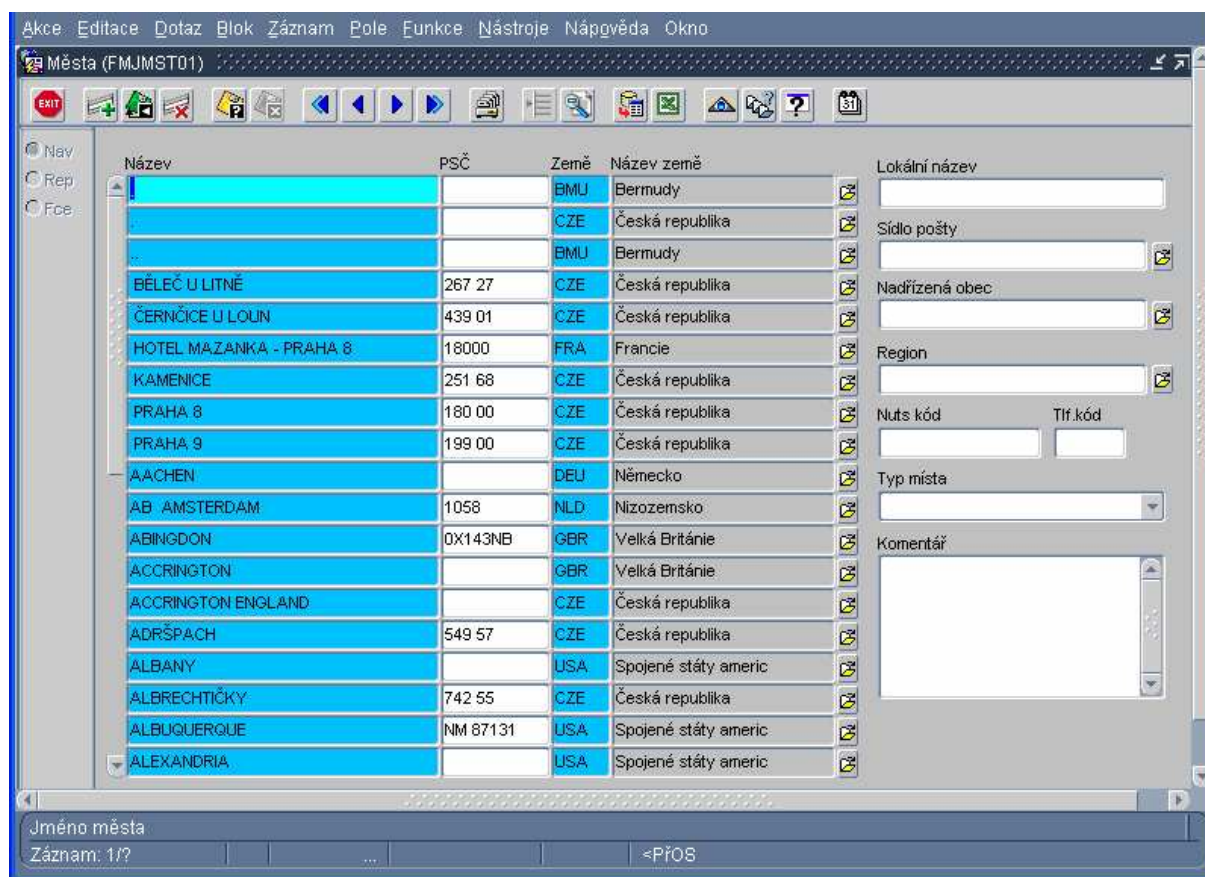 Akce Editace Dotaz Blok Záznam Pole Funkce Nástroje Nápověda Okno
Města (FMJMST01)
EXIT
31
Nav
Rep
Fce
Název PSČ Země Název země
BMU Bermudy
. CZE Česká republika
.. BMU Bermudy
BĚLEČ U LITNĚ 267 27 CZE Česká republika
ČERNČICE U LOUN 439 01 CZE Česká republika
HOTEL MAZANKA - PRAHA 8 18000 FRA Francie
KAMENICE 251 68 CZE Česká republika
PRAHA 8 180 00 CZE Česká republika
PRAHA 9 199 00 CZE Česká republika
AACHEN DEU Německo
AB AMSTERDAM 1058 NLD Nizozemsko
ABINGDON 0X143NB GBR Velká Británie
ACCRINGTON GBR Velká Británie
ACCRINGTON ENGLAND CZE Česká republika
ADRŠPACH 549 57 CZE Česká republika
ALBANY USA Spojené státy americ
ALBRECHTIČKY 742 55 CZE Česká republika
ALBUQUERQUE NM 87131 USA Spojené státy americ
ALEXANDRIA USA Spojené státy americ
Lokální název
Sídlo pošty
Nadřízená obec
Region
Nuts kód Tlf.kód
Typ místa
Komentář
Jméno města
Záznam: 1/? ... <PřOS